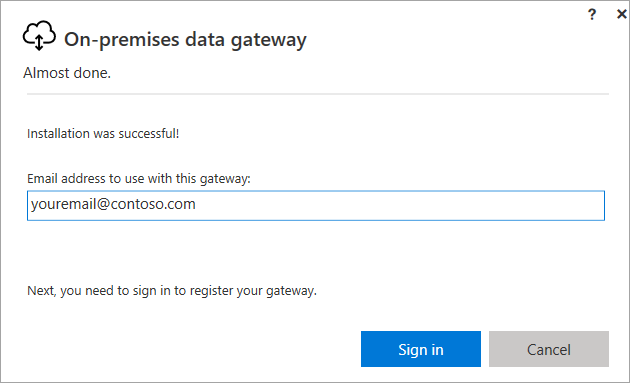 ? ×
On-premises data gateway
Almost done.
Installation was successful!
Email address to use with this gateway:
youremail@contoso.com
Next, you need to sign in to register your gateway.
Sign in Cancel